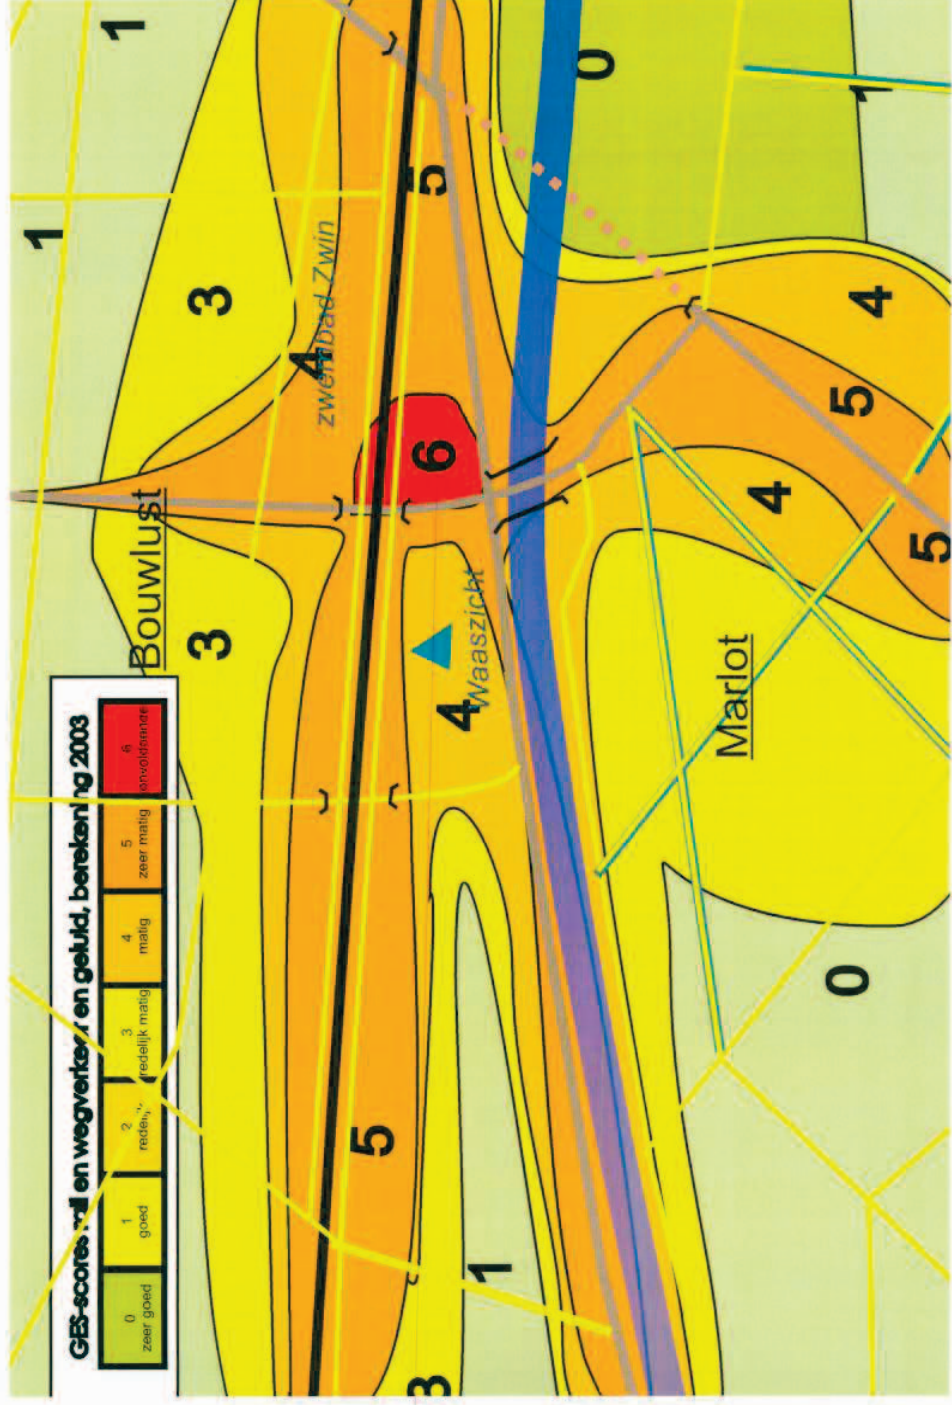 GES-scores rail en wegverkeer en geluid, berekening 2003
0 1 2 3 4 5 6
zeer goed goed redelijk redelijk matig matig zeer matig onvoldoende
1
1
Bouwlust
3
3
4
zwembad Zwin
5
5
6
3
4
Waaszicht
1
0
Marlot
4
0
5
4
1
5